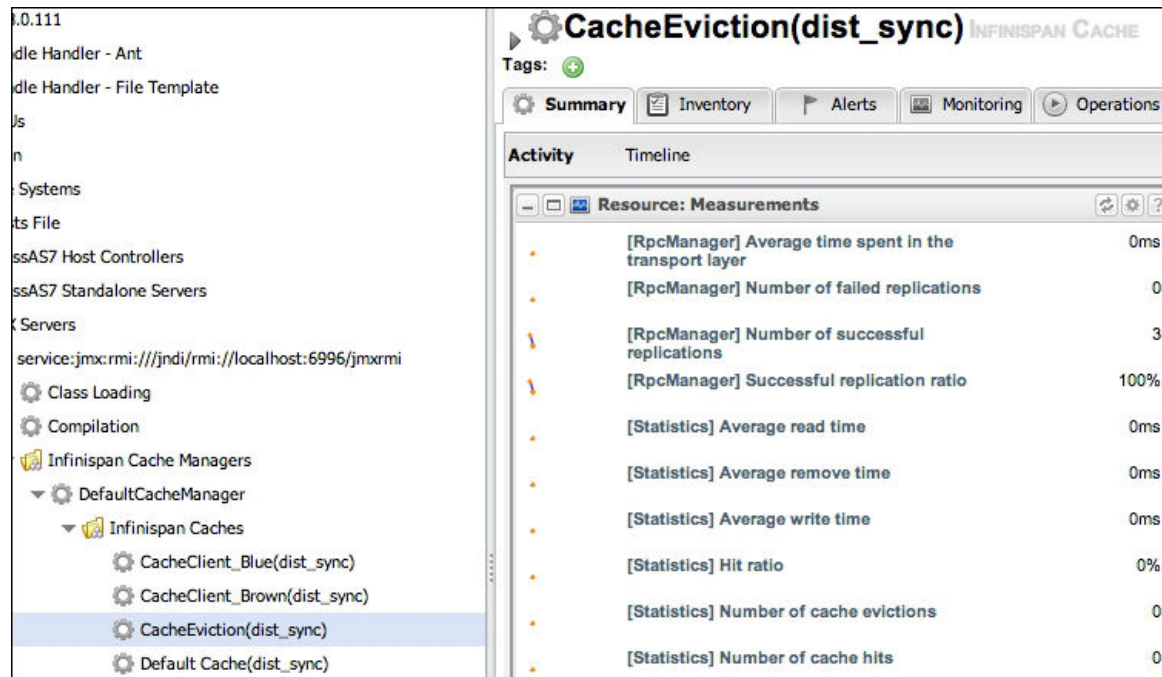 3.0.111
dle Handler - Ant
dle Handler - File Template
Us
n
Systems
ts File
ssAS7 Host Controllers
ssAS7 Standalone Servers
Servers
service:jmx:rmi:///jndi/rmi://localhost:6996/jmxrmi
Class Loading
Compilation
Infinispan Cache Managers
DefaultCacheManager
Infinispan Caches
CacheClient_Blue(dist_sync)
CacheClient_Brown(dist_sync)
CacheEviction(dist_sync)
Default Cache(dist_sync)
CacheEviction(dist_sync) INFINISPAN CACHE
Tags:
Summary Inventory Alerts Monitoring Operations
Activity Timeline
Resource: Measurements ?
[RpcManager] Average time spent in the 0ms
transport layer
[RpcManager] Number of failed replications 0
[RpcManager] Number of successful 3
replications
[RpcManager] Successful replication ratio 100%
[Statistics] Average read time 0ms
[Statistics] Average remove time 0ms
[Statistics] Average write time 0ms
[Statistics] Hit ratio 0%
[Statistics] Number of cache evictions 0
[Statistics] Number of cache hits 0